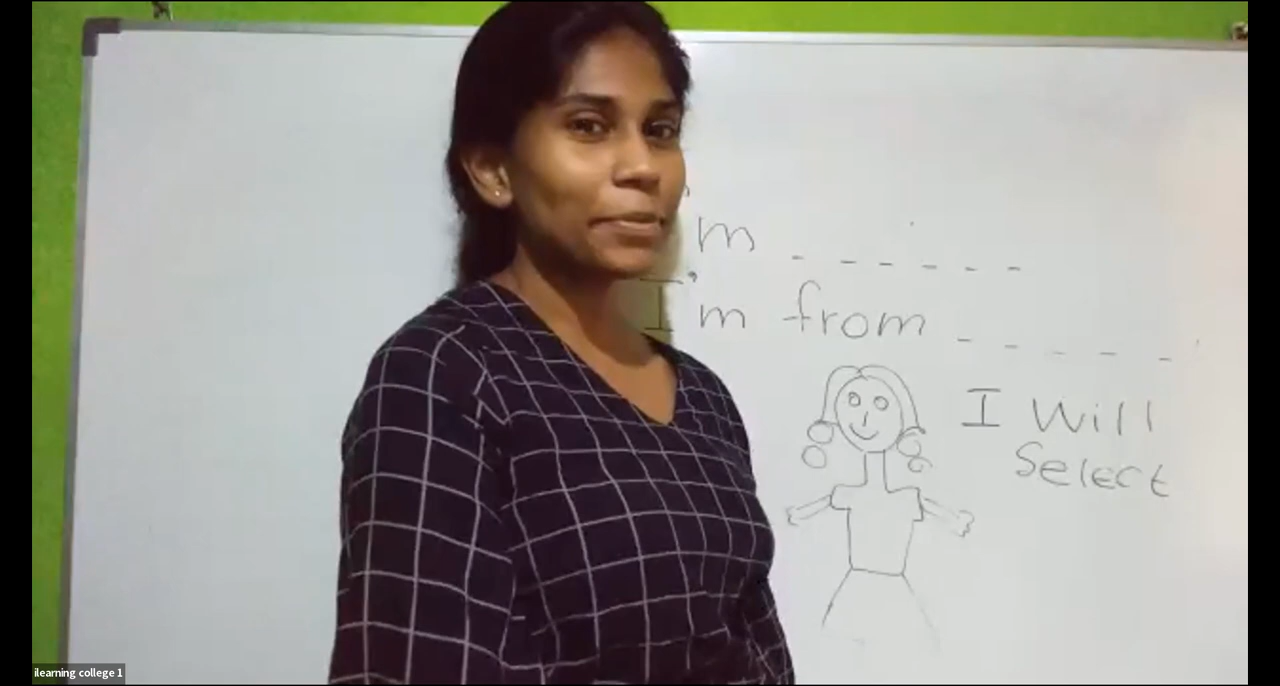 I'm _ _ _ _ _ _
I'm from _ _ _ _ _
I Will
Select
ilearning college 1